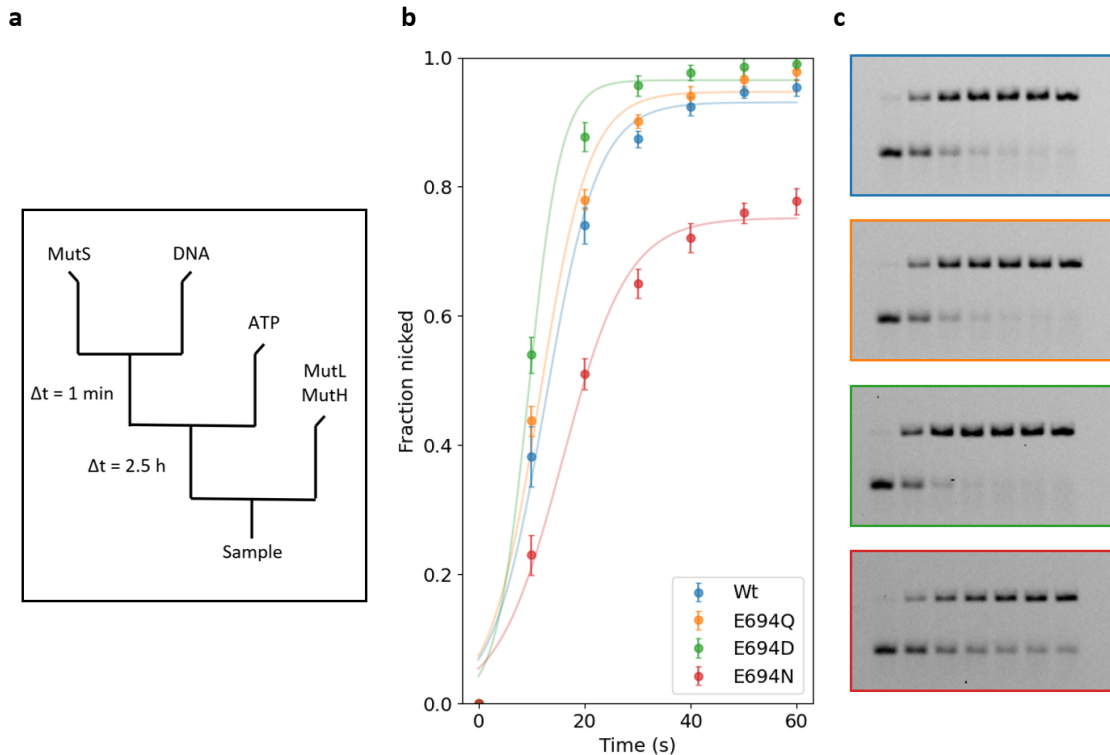 a
MutS
DNA
ATP
MutL
MutH
Δt = 1 min
Δt = 2.5 h
Sample
b
Fraction nicked
1.0
0.8
0.6
0.4
0.2
0.0
0
20
40
60
Time (s)
Wt
E694Q
E694D
E694N
c